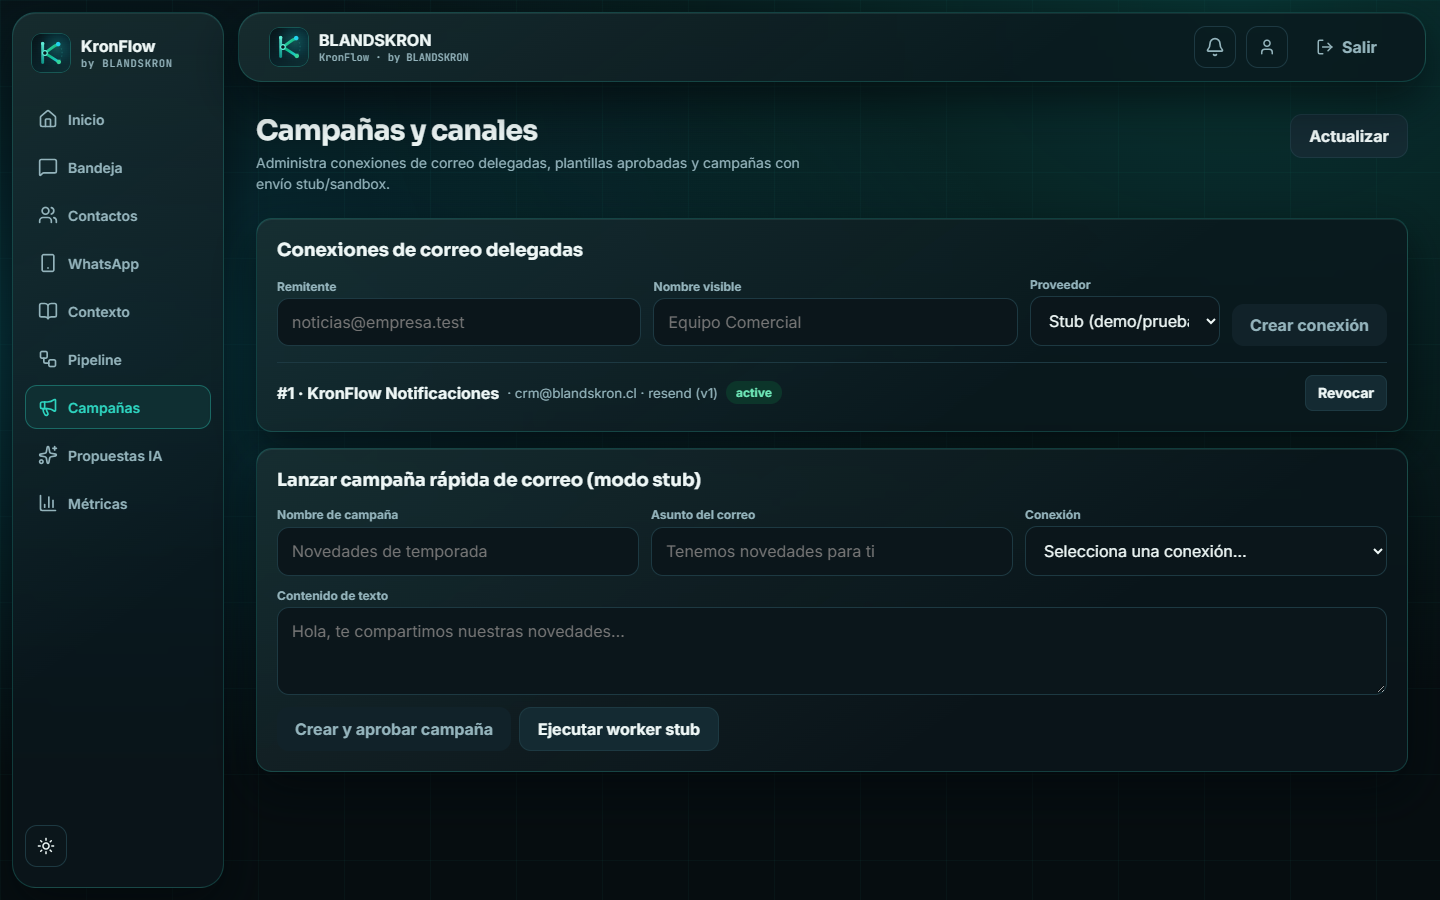 KronFlow
by BLANDSKRON
Inicio
Bandeja
Contactos
WhatsApp
Contexto
Pipeline
Campañas
Propuestas IA
Métricas
BLANDSKRON
KronFlow · by BLANDSKRON
Salir
Campañas y canales
Administra conexiones de correo delegadas, plantillas aprobadas y campañas con
envío stub/sandbox.
Actualizar
Conexiones de correo delegadas
Remitente
noticias@empresa.test
Nombre visible
Equipo Comercial
Proveedor
Stub (demo/prueba
Crear conexión
#1 · KronFlow Notificaciones · crm@blandskron.cl · resend (v1) active
Revocar
Lanzar campaña rápida de correo (modo stub)
Nombre de campaña
Novedades de temporada
Asunto del correo
Tenemos novedades para ti
Conexión
Selecciona una conexión...
Contenido de texto
Hola, te compartimos nuestras novedades...
Crear y aprobar campaña
Ejecutar worker stub